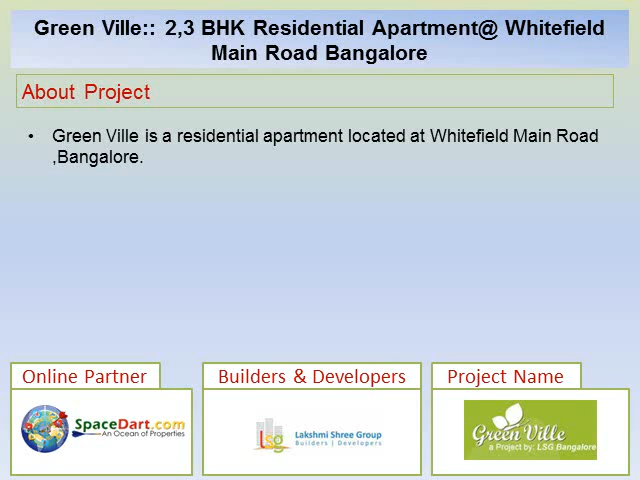 Green Ville:: 2,3 BHK Residential Apartment@ Whitefield
Main Road Bangalore
About Project
• Green Ville is a residential apartment located at Whitefield Main Road
,Bangalore.
Online Partner
SpaceDart.com
An Ocean of Properties
Builders & Developers
lsg
Lakshmi Shree Group
Builders | Developers
Project Name
Green Ville
a Project by: LSG Bangalore